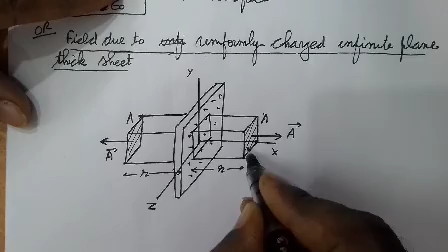 OR
Field due to uniformly charged infinite plane
thick sheet
y
A
A
A
A
x
r
r
z